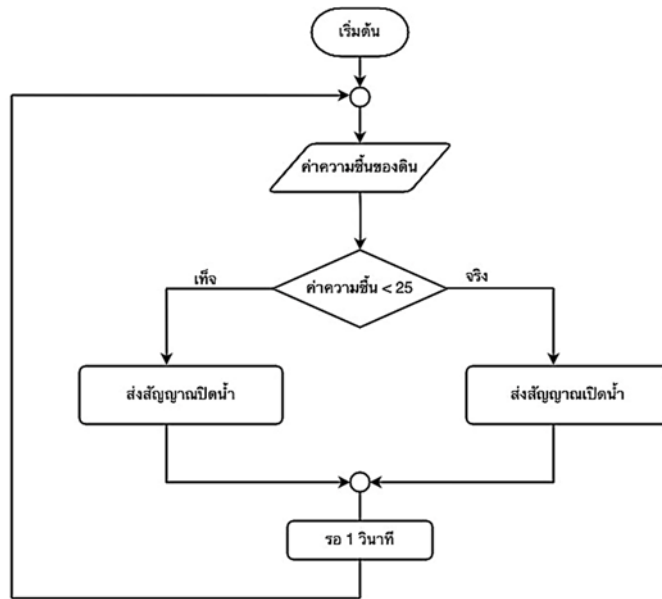 เริ่มต้น
ค่าความชื้นของดิน
ค่าความชื้น < 25
เท็จ
จริง
ส่งสัญญาณปิดน้ำ
ส่งสัญญาณเปิดน้ำ
รอ 1 วินาที